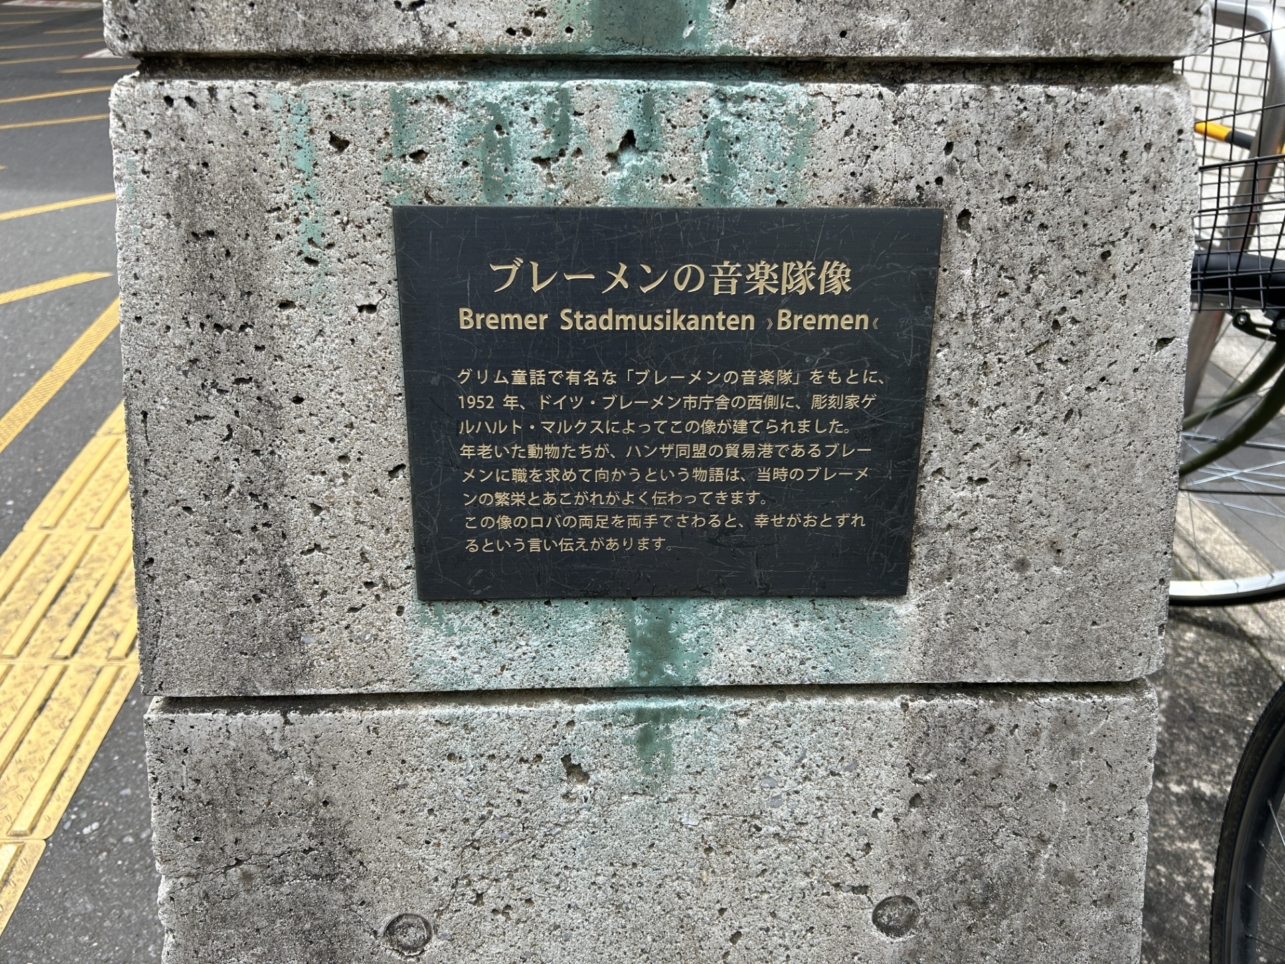 ブレーメンの音楽隊像
Bremer Stadmusikanten ›Bremen‹
グリム童話で有名な「ブレーメンの音楽隊」をもとに、
1952 年、ドイツ・ブレーメン市庁舎の西側に、彫刻家ゲ
ルハルト・マルクスによってこの像が建てられました。
年老いた動物たちが、ハンザ同盟の貿易港であるブレー
メンに職を求めて向かうという物語は、当時のブレーメ
ンの繁栄とあこがれがよく伝わってきます。
この像のロバの両足を両手でさわると、幸せがおとずれ
るという言い伝えがあります。